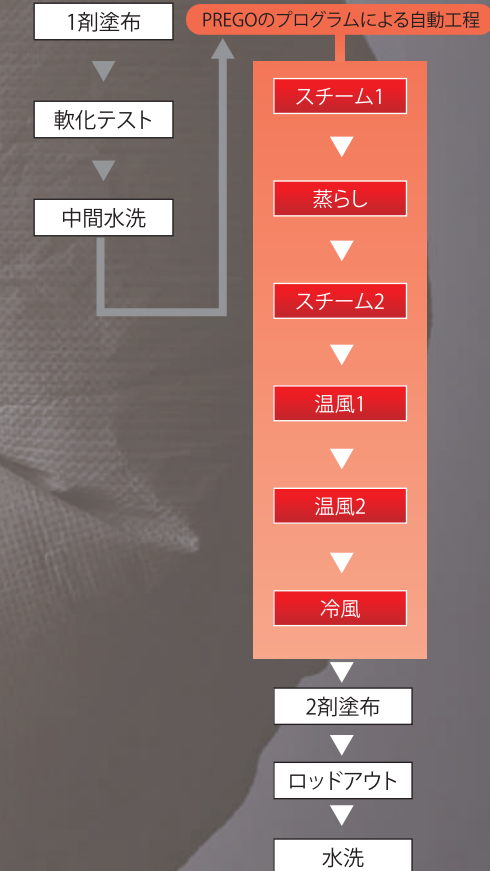 1剤塗布
軟化テスト
中間水洗
PREGOのプログラムによる自動工程
スチーム1
蒸らし
スチーム2
温風1
温風2
冷風
2剤塗布
ロッドアウト
水洗